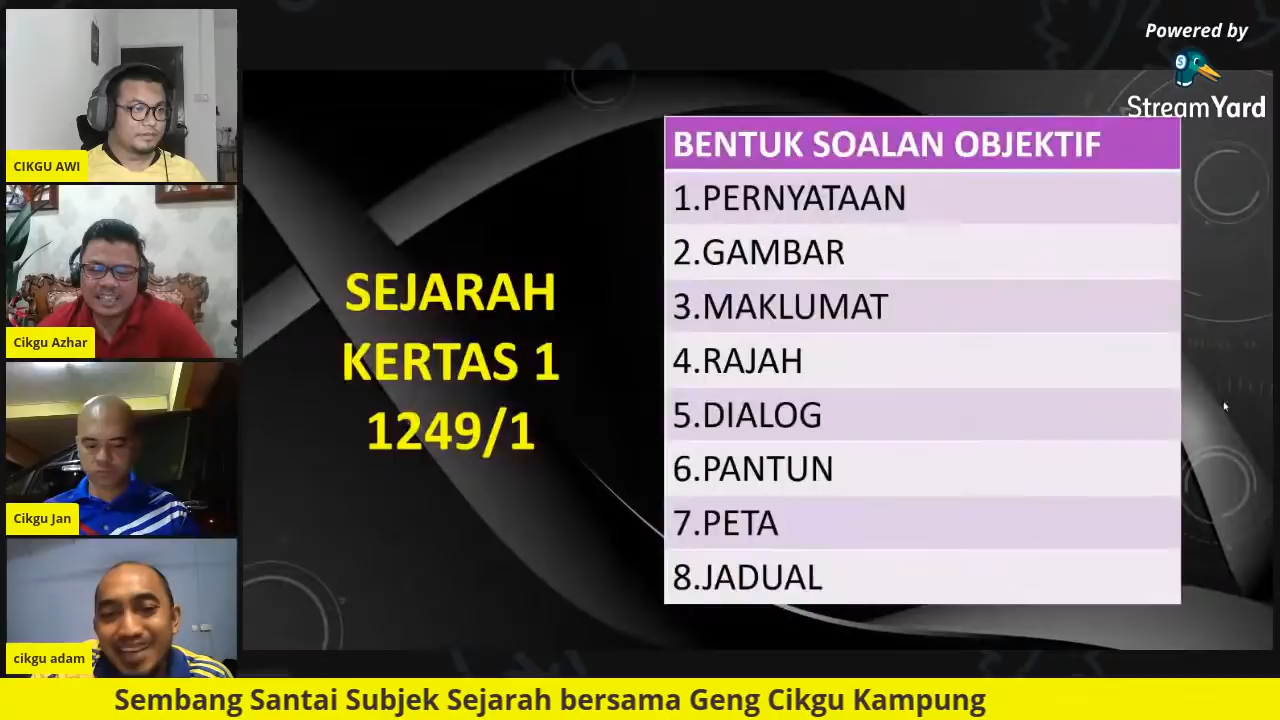 Powered by
StreamYard
CIKGU AWI
Cikgu Azhar
Cikgu Jan
cikgu adam
SEJARAH
KERTAS 1
1249/1
BENTUK SOALAN OBJEKTIF
1.PERNYATAAN
2.GAMBAR
3.MAKLUMAT
4.RAJAH
5.DIALOG
6.PANTUN
7.PETA
8.JADUAL
Sembang Santai Subjek Sejarah bersama Geng Cikgu Kampung